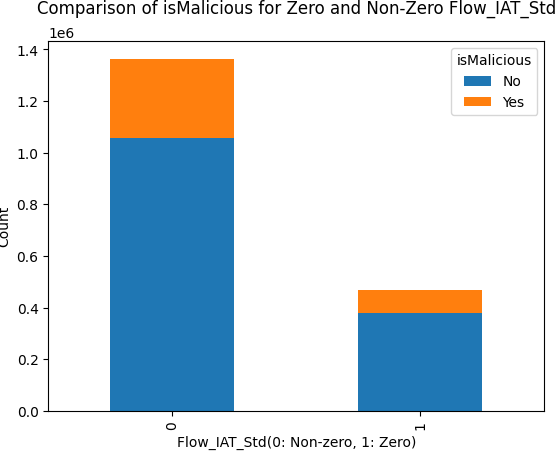 Comparison of isMalicious for Zero and Non-Zero Flow_IAT_Std
1e6
1.4
1.2
1.0
0.8
0.6
0.4
0.2
0.0
Count
isMalicious
No
Yes
0
1
Flow_IAT_Std(0: Non-zero, 1: Zero)